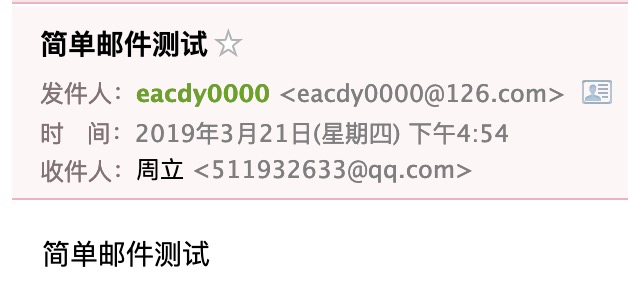 简单邮件测试
发件人：eacdy0000 <eacdy0000@126.com>
时　间：2019年3月21日(星期四) 下午4:54
收件人：周立 <511932633@qq.com>
简单邮件测试